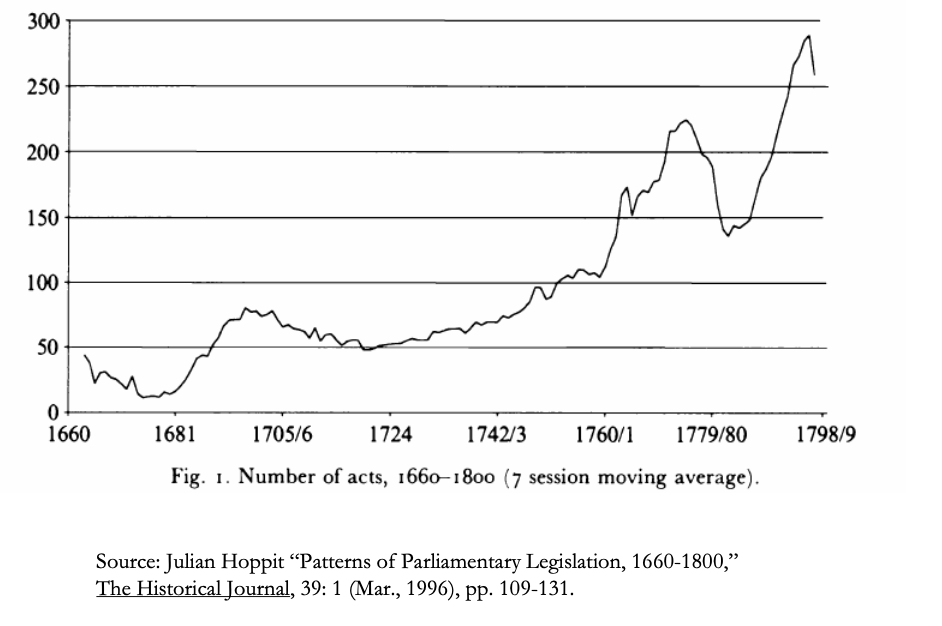 300
250
200
150
100
50
0
1660 1681 1705/6 1724 1742/3 1760/1 1779/80 1798/9
Fig. 1. Number of acts, 1660–1800 (7 session moving average).
Source: Julian Hoppit “Patterns of Parliamentary Legislation, 1660-1800,”
The Historical Journal, 39: 1 (Mar., 1996), pp. 109-131.